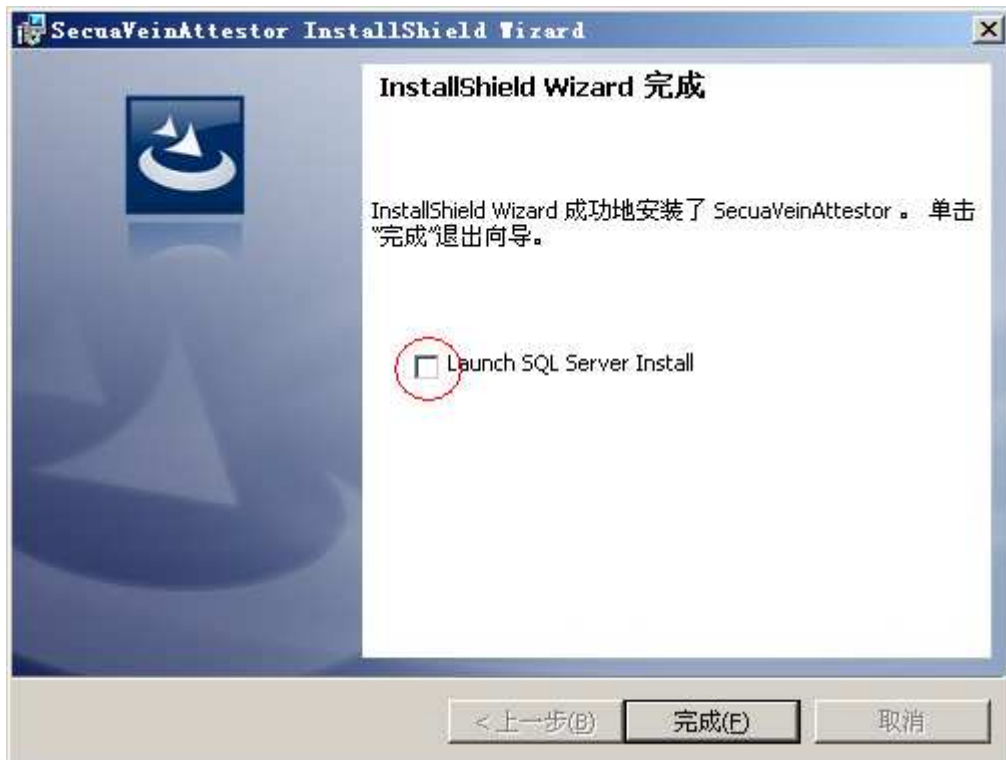 SecuaVeinAttestor InstallShield Wizard
InstallShield Wizard 完成
InstallShield Wizard 成功地安装了 SecuaVeinAttestor 。 单击
"完成"退出向导。
Launch SQL Server Install
< 上一步(B) 完成(F) 取消